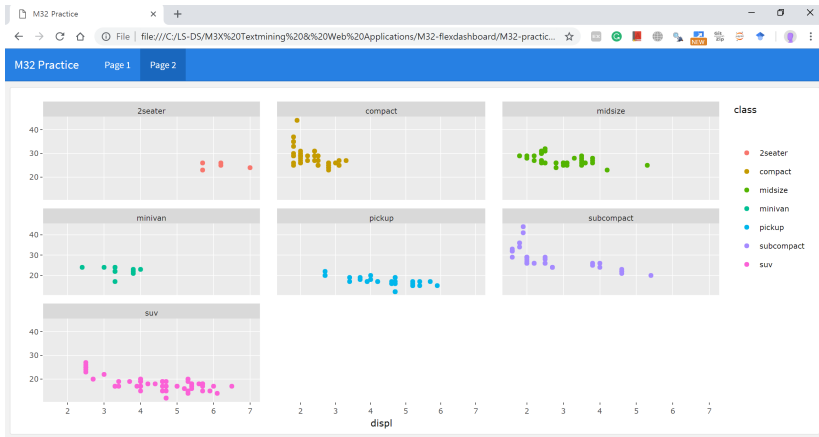 M32 Practice
File | file:///C:/LS-DS/M3X%20Textmining%20&%20Web%20Applications/M32-flexdashboard/M32-practic...
NEW
M32 Practice Page 1 Page 2
2seater compact midsize class
40
30
20
2seater
compact
midsize
minivan
pickup
subcompact
suv
minivan pickup subcompact
40
30
20
suv
40
30
20
2 3 4 5 6 7 2 3 4 5 6 7 2 3 4 5 6 7
displ